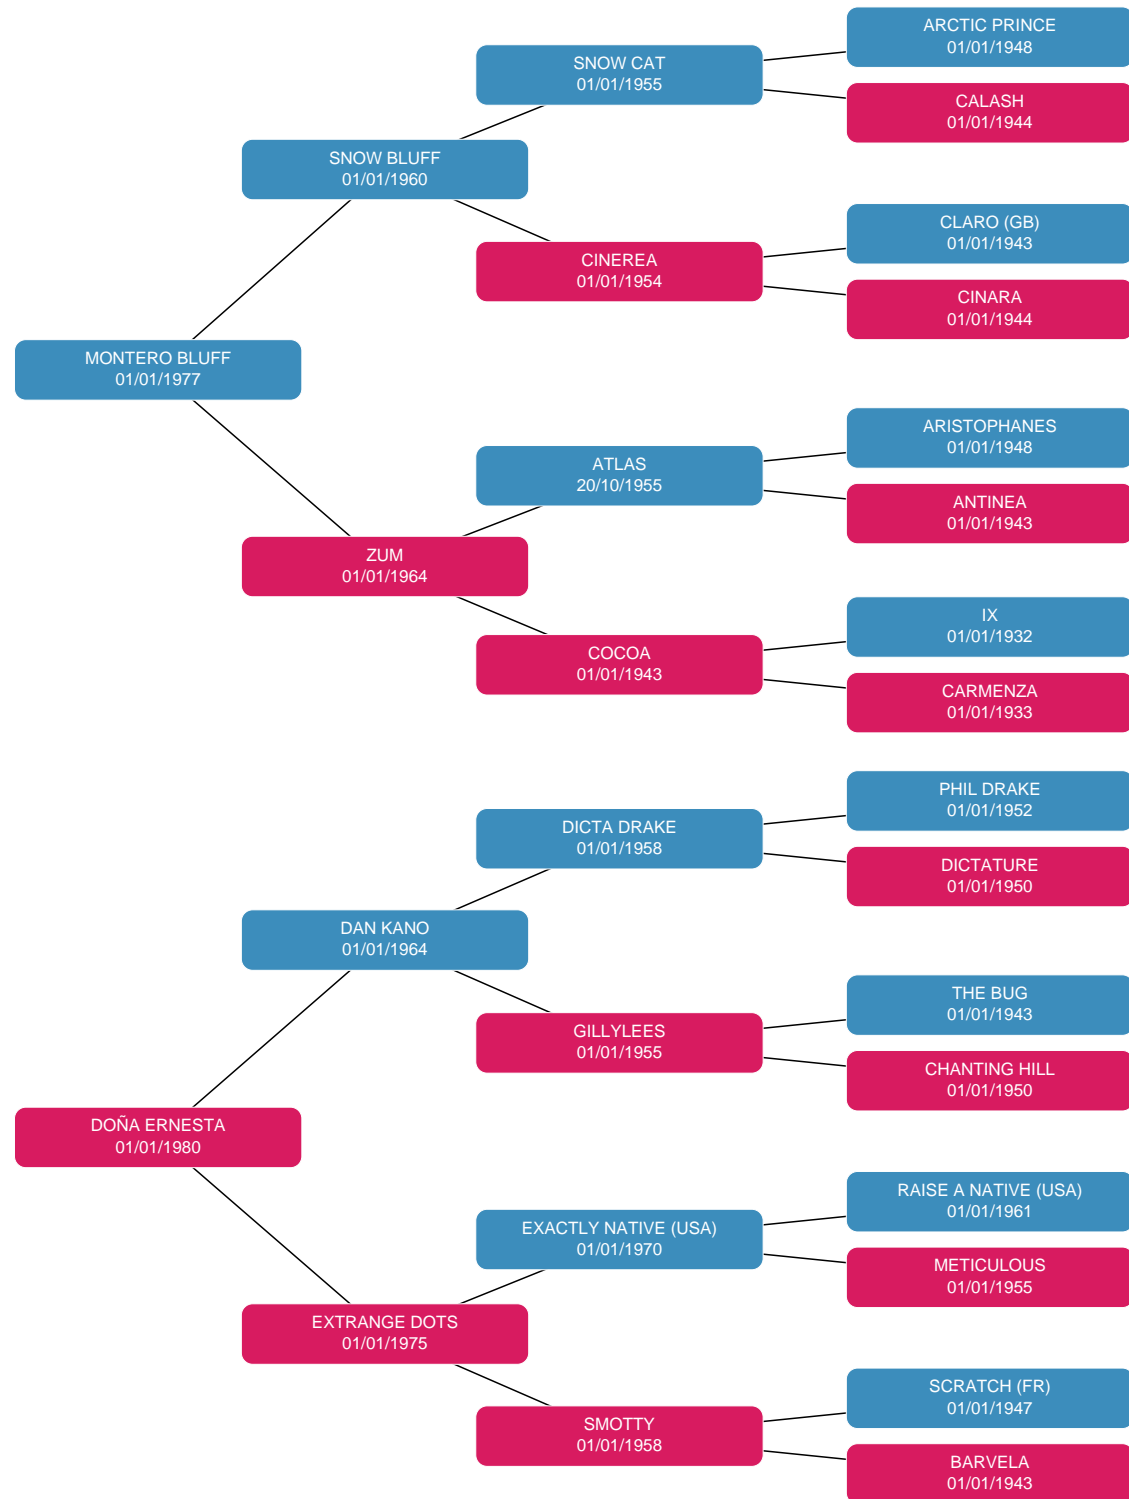 ARCTIC PRINCE
01/01/1948
SNOW CAT
01/01/1955
CALASH
01/01/1944
SNOW BLUFF
01/01/1960
CLARO (GB)
01/01/1943
CINEREA
01/01/1954
CINARA
01/01/1944
MONTERO BLUFF
01/01/1977
ARISTOPHANES
01/01/1948
ATLAS
20/10/1955
ANTINEA
01/01/1943
ZUM
01/01/1964
IX
01/01/1932
COCOA
01/01/1943
CARMENZA
01/01/1933
PHIL DRAKE
01/01/1952
DICTA DRAKE
01/01/1958
DICTATURE
01/01/1950
DAN KANO
01/01/1964
THE BUG
01/01/1943
GILLYLEES
01/01/1955
CHANTING HILL
01/01/1950
DOÑA ERNESTA
01/01/1980
RAISE A NATIVE (USA)
01/01/1961
EXACTLY NATIVE (USA)
01/01/1970
METICULOUS
01/01/1955
EXTRANGE DOTS
01/01/1975
SCRATCH (FR)
01/01/1947
SMOTTY
01/01/1958
BARVELA
01/01/1943